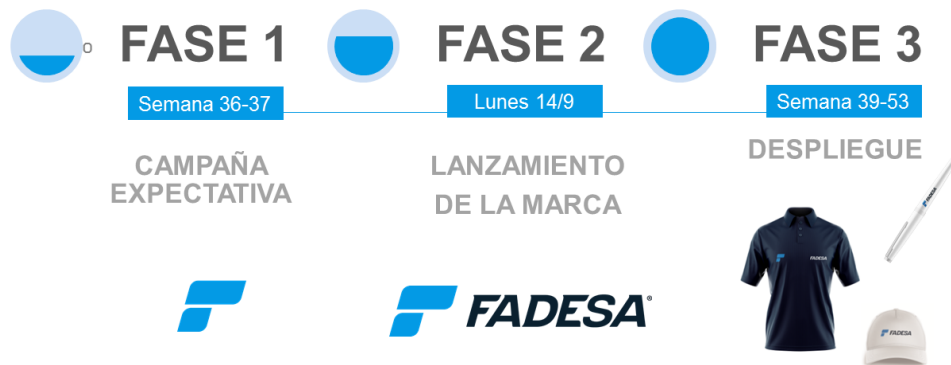 FASE 1
Semana 36-37
CAMPAÑA
EXPECTATIVA
FASE 2
Lunes 14/9
LANZAMIENTO
DE LA MARCA
FADESA
FASE 3
Semana 39-53
DESPLIEGUE
FADESA
FADESA
FADESA